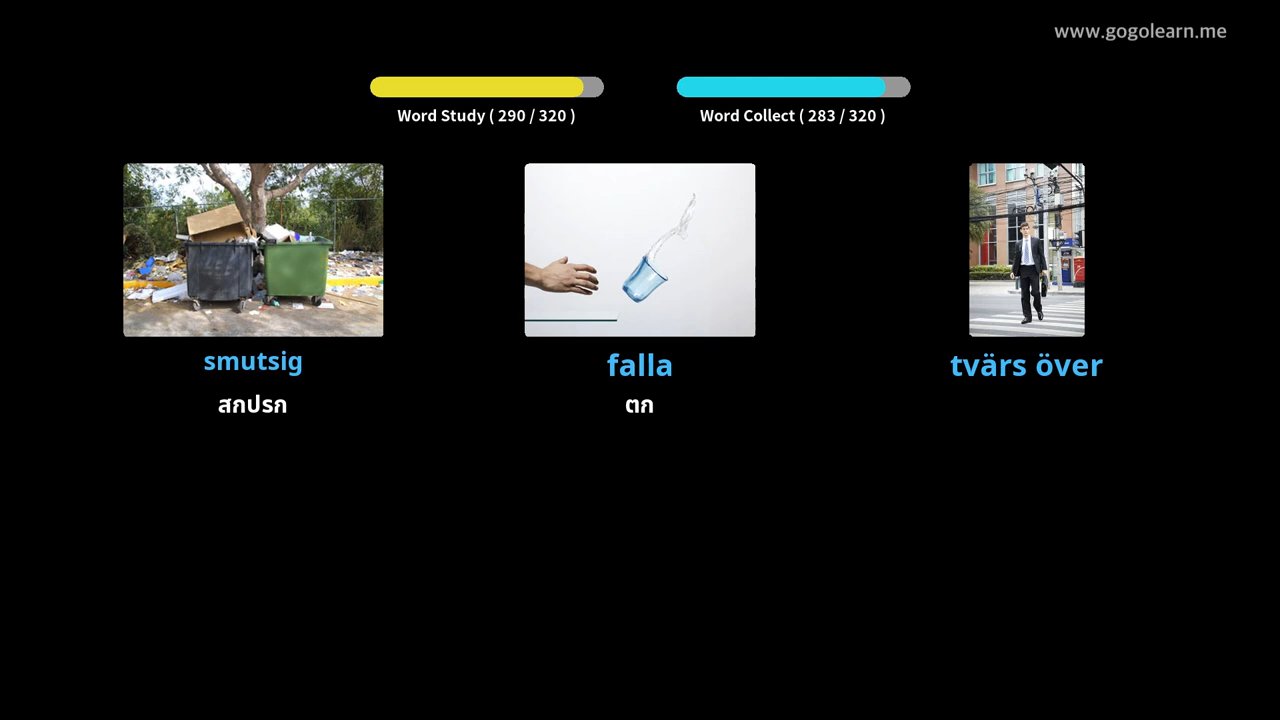 www.gogolearn.me
Word Study ( 290 / 320 )
Word Collect ( 283 / 320 )
smutsig
falla
tvärs över
สกปรก
ตก